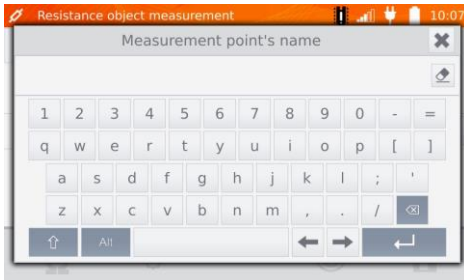 Resistance object measurement 10:07
Measurement point's name
1 2 3 4 5 6 7 8 9 0 - =
q w e r t y u i o p [ ]
a s d f g h j k l ; '
z x c v b n m , . /
Alt